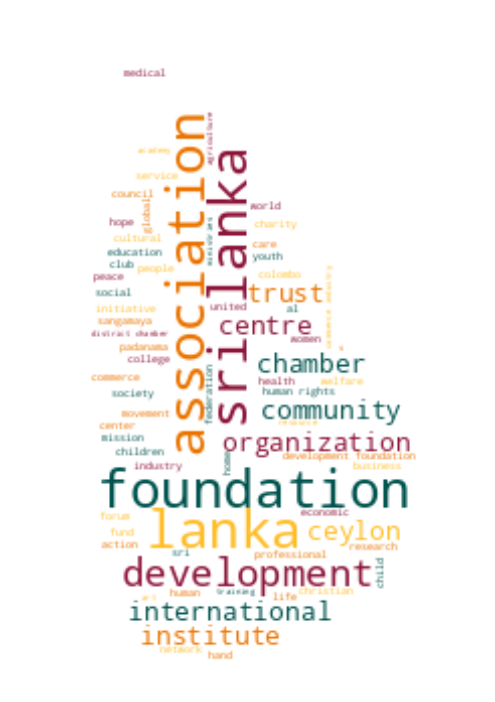 medical
association
agriculture
sri lanka
academy
service
council
global
world
hope
charity
cultural
ministries
care
education
youth
club
people
peace
colombo
social
trust
initiative
united
al
sangamaya
centre
district chamber
women
padanama
s
college
chamber
commerce
health
welfare
society
federation
human rights
movement
community
center
resource
mission
organization
children
home
development foundation
industry
business
foundation
forum
economic
lanka
fund
ceylon
action
sri
research
professional
development
child
human
training
christian
life
international
institute
network
hand